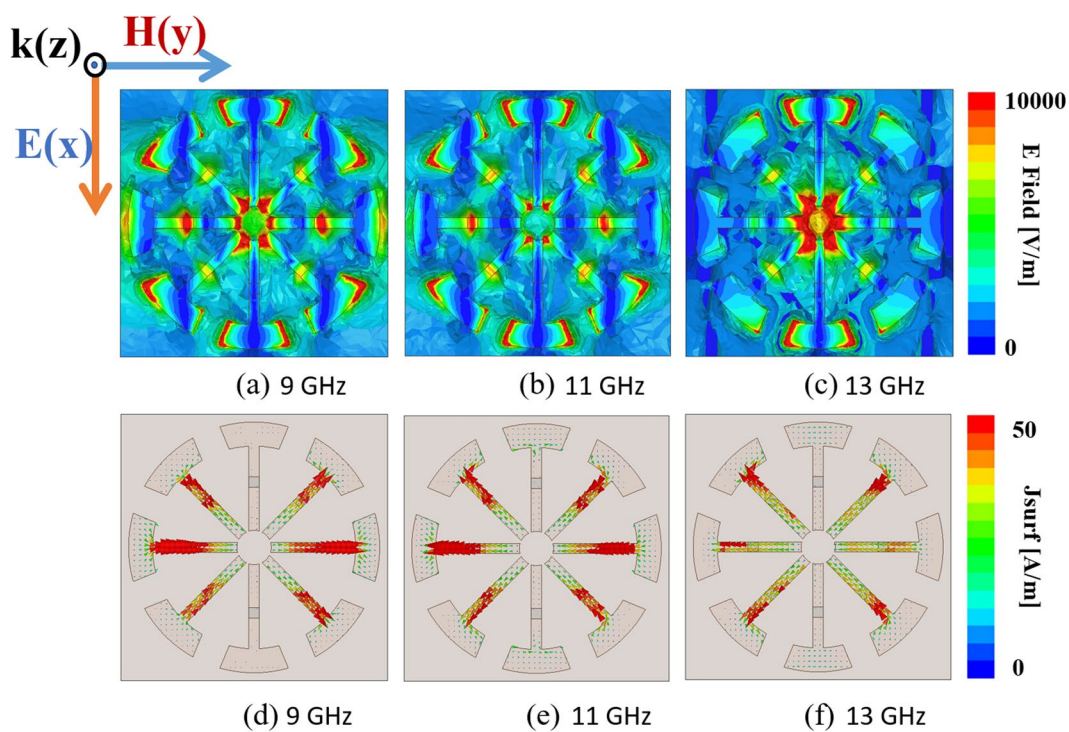 H(y)
k(z)
E(x)
10000
E Field [V/m]
0
(a) 9 GHz
(b) 11 GHz
(c) 13 GHz
50
Jsurf [A/m]
0
(d) 9 GHz
(e) 11 GHz
(f) 13 GHz